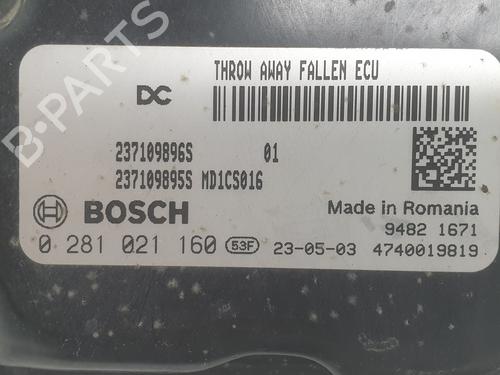 THROW AWAY FALLEN ECU
DC
237109896S 01
237109895S MD1CS016
BOSCH
Made in Romania
9482 1671
0 281 021 160 53F 23-05-03 4740019819
B-PARTS